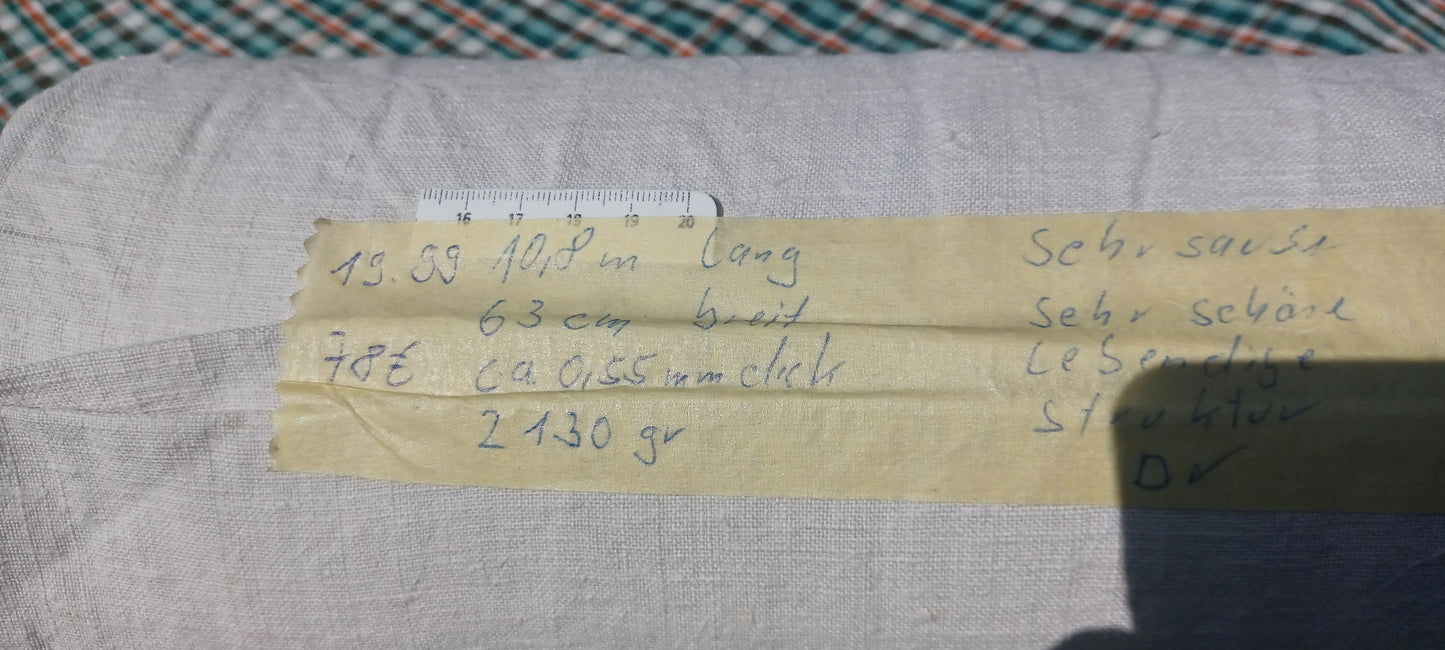 16 17 18 19 20
19.99 10,8 m lang
63 cm breit
78€ ca 0,55 mm dick
2130 gr
Sehr saubr
Sehr schöne
Lebendige
Struktur
D✓